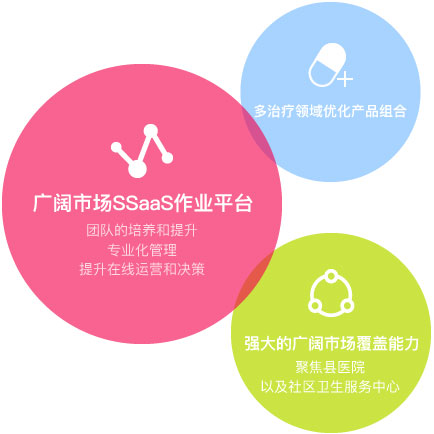 多治疗领域优化产品组合
广阔市场SSaaS作业平台
团队的培养和提升
专业化管理
提升在线运营和决策
强大的广阔市场覆盖能力
聚焦县医院
以及社区卫生服务中心